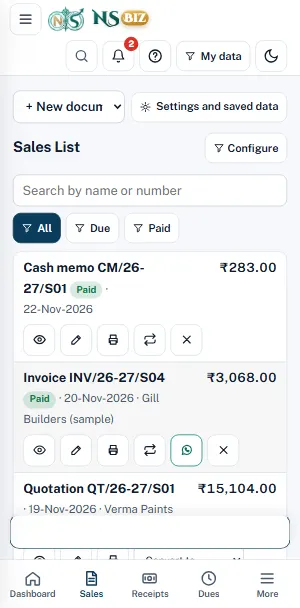 NS NSBIZ
2
My data
+ New docum
Settings and saved data
Sales List
Configure
Search by name or number
All Due Paid
Cash memo CM/26-
27/S01 Paid ·
22-Nov-2026
₹283.00
Invoice INV/26-27/S04
₹3,068.00
Paid · 20-Nov-2026 · Gill
Builders (sample)
Quotation QT/26-27/S01
₹15,104.00
· 19-Nov-2026 · Verma Paints
Dashboard Sales Receipts Dues More